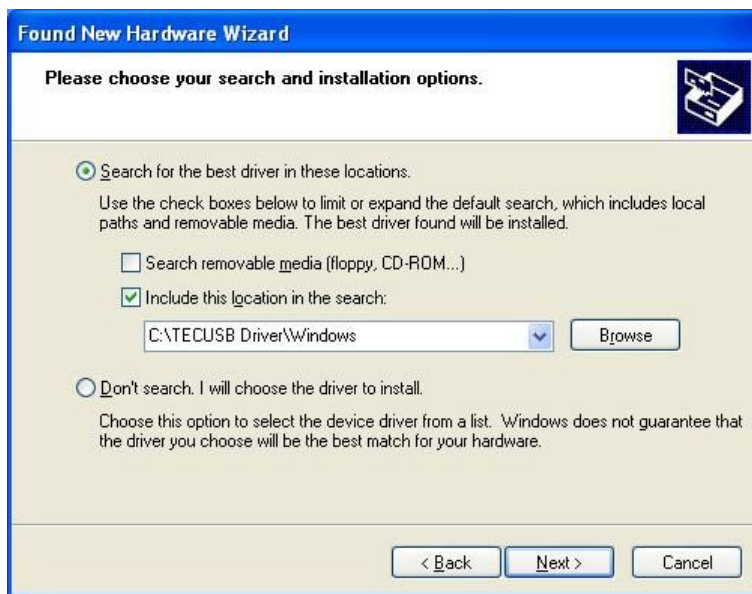 Found New Hardware Wizard
Please choose your search and installation options.
Search for the best driver in these locations.
Use the check boxes below to limit or expand the default search, which includes local
paths and removable media. The best driver found will be installed.
Search removable media (floppy, CD-ROM...)
Include this location in the search:
C:\TECUSB Driver\Windows
Browse
Don't search. I will choose the driver to install.
Choose this option to select the device driver from a list. Windows does not guarantee that
the driver you choose will be the best match for your hardware.
< Back Next > Cancel